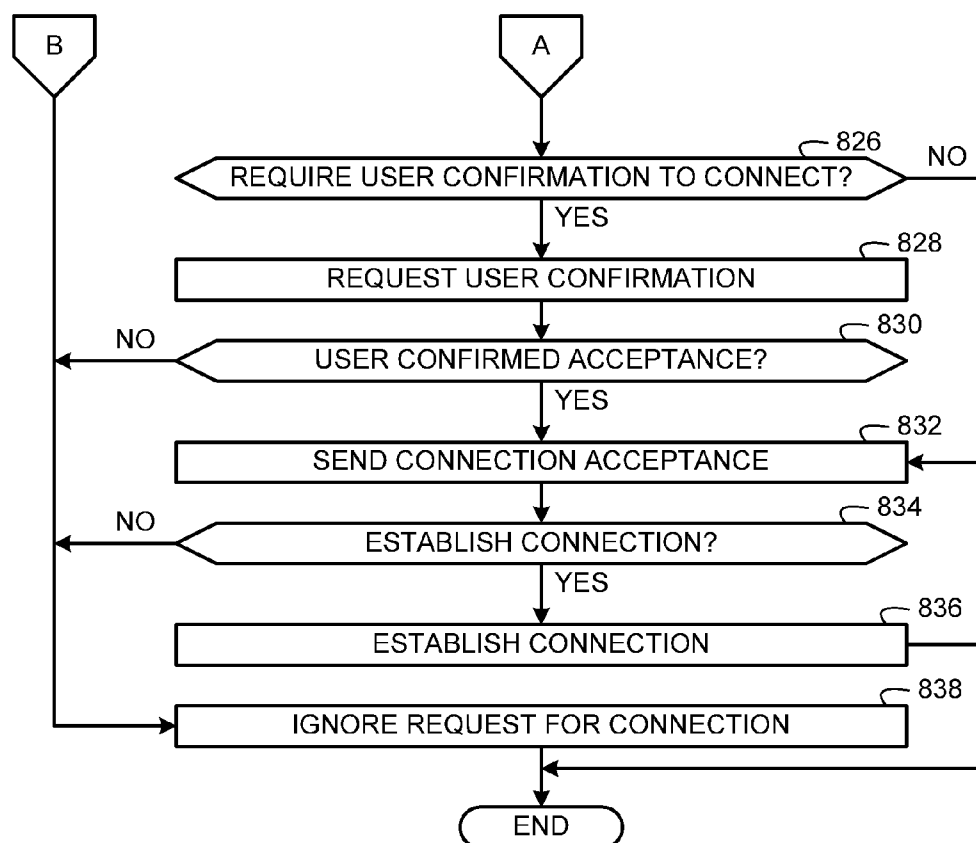 B
A
826
REQUIRE USER CONFIRMATION TO CONNECT?
NO
YES
828
REQUEST USER CONFIRMATION
830
NO
USER CONFIRMED ACCEPTANCE?
YES
832
SEND CONNECTION ACCEPTANCE
834
NO
ESTABLISH CONNECTION?
YES
836
ESTABLISH CONNECTION
838
IGNORE REQUEST FOR CONNECTION
END